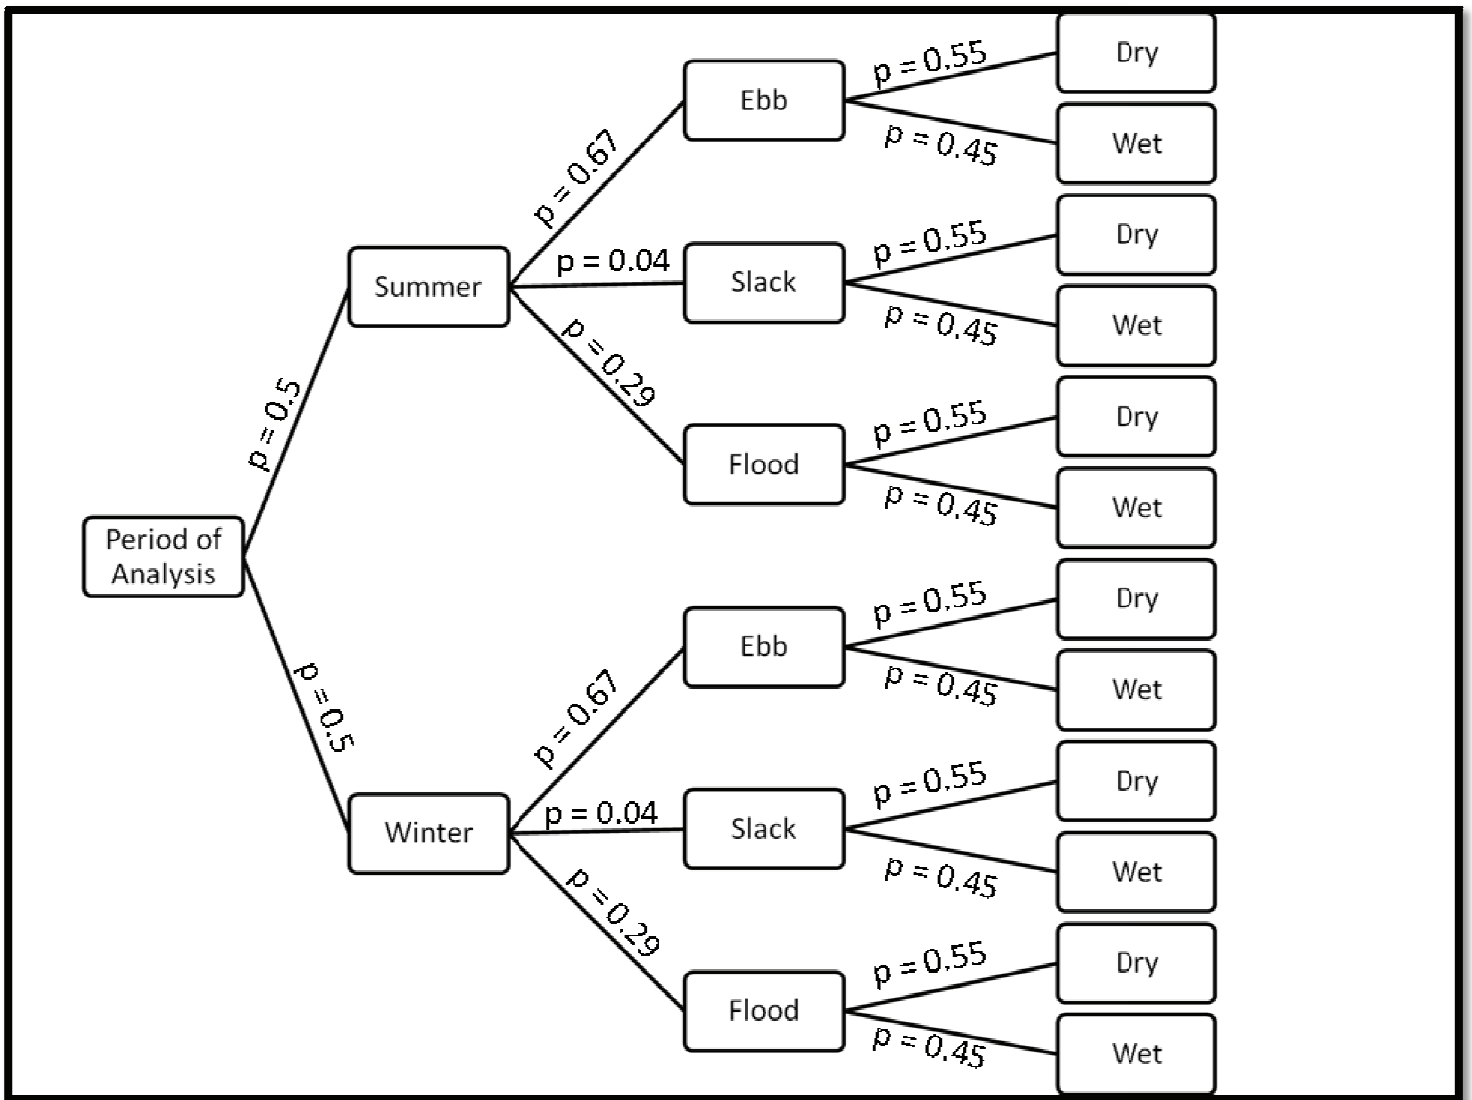 Period of
Analysis
p = 0.5
Summer
p = 0.67
Ebb
p = 0.55
Dry
p = 0.45
Wet
p = 0.04
Slack
p = 0.55
Dry
p = 0.45
Wet
p = 0.29
Flood
p = 0.55
Dry
p = 0.45
Wet
p = 0.5
Winter
p = 0.67
Ebb
p = 0.55
Dry
p = 0.45
Wet
p = 0.04
Slack
p = 0.55
Dry
p = 0.45
Wet
p = 0.29
Flood
p = 0.55
Dry
p = 0.45
Wet